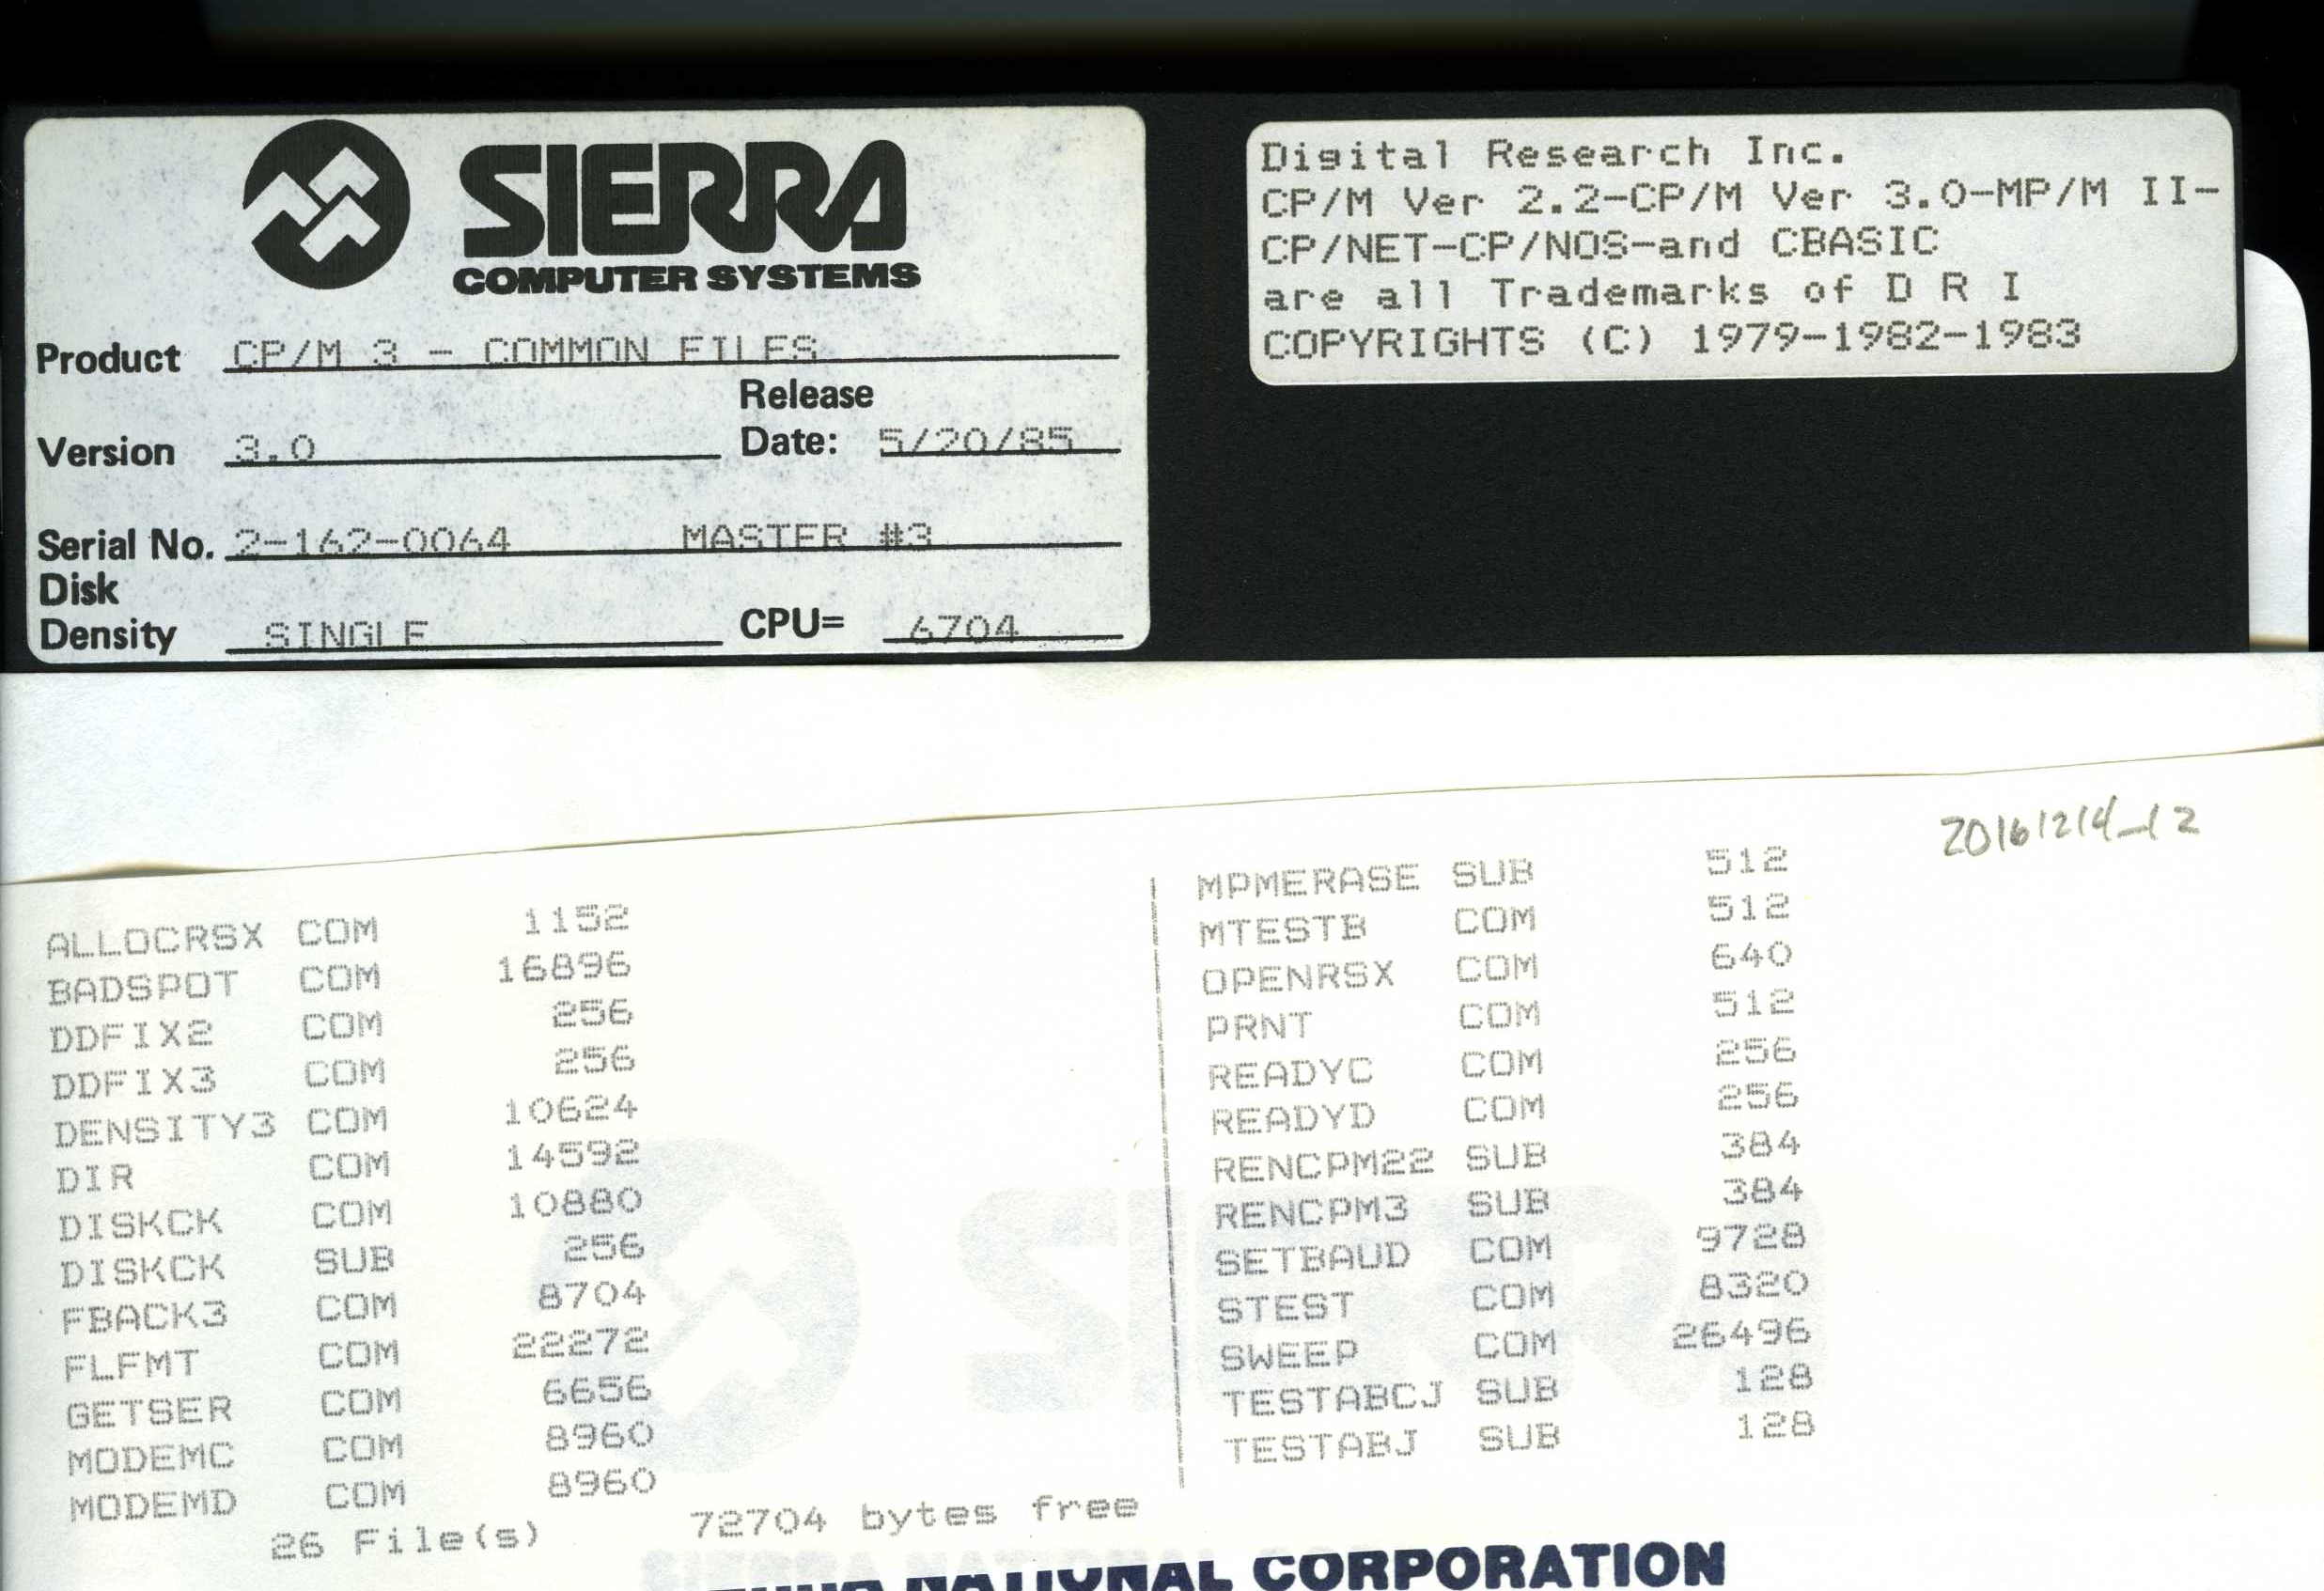 SIERRA
COMPUTER SYSTEMS
Product CP/M 3 - COMMON FILES
Release
Version 3.0 Date: 5/20/85
Serial No. 2-162-0064 MASTER #3
Disk
Density SINGLE CPU= 6704
Digital Research Inc.
CP/M Ver 2.2-CP/M Ver 3.0-MP/M II-
CP/NET-CP/NOS-and CBASIC
are all Trademarks of D R I
COPYRIGHTS (C) 1979-1982-1983
20161214_12
ALLOCRSX COM 1152
BADSPOT COM 16896
DDFIX2 COM 256
DDFIX3 COM 256
DENSITY3 COM 10624
DIR COM 14592
DISKCK COM 10880
DISKCK SUB 256
FBACK3 COM 8704
FLFMT COM 22272
GETSER COM 6656
MODEMC COM 8960
MODEMD COM 8960
MPMERASE SUB 512
MTESTB COM 512
OPENRSX COM 640
PRNT COM 512
READYC COM 256
READYD COM 256
RENCPM22 SUB 384
RENCPM3 SUB 384
SETBAUD COM 9728
STEST COM 8320
SWEEP COM 26496
TESTABCJ SUB 128
TESTABJ SUB 128
26 File(s) 72704 bytes free
SIERRA NATIONAL CORPORATION